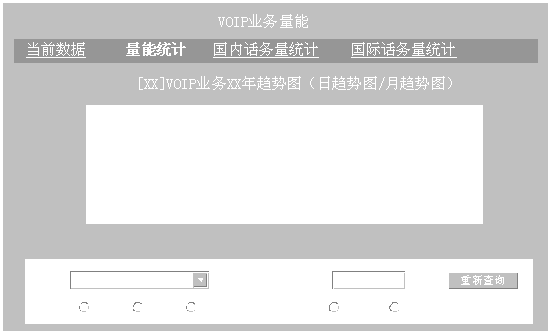 VOIP业务量能
当前数据 量能统计 国内话务量统计 国际话务量统计
[XX]VOIP业务XX年趋势图（日趋势图/月趋势图）
重新查询